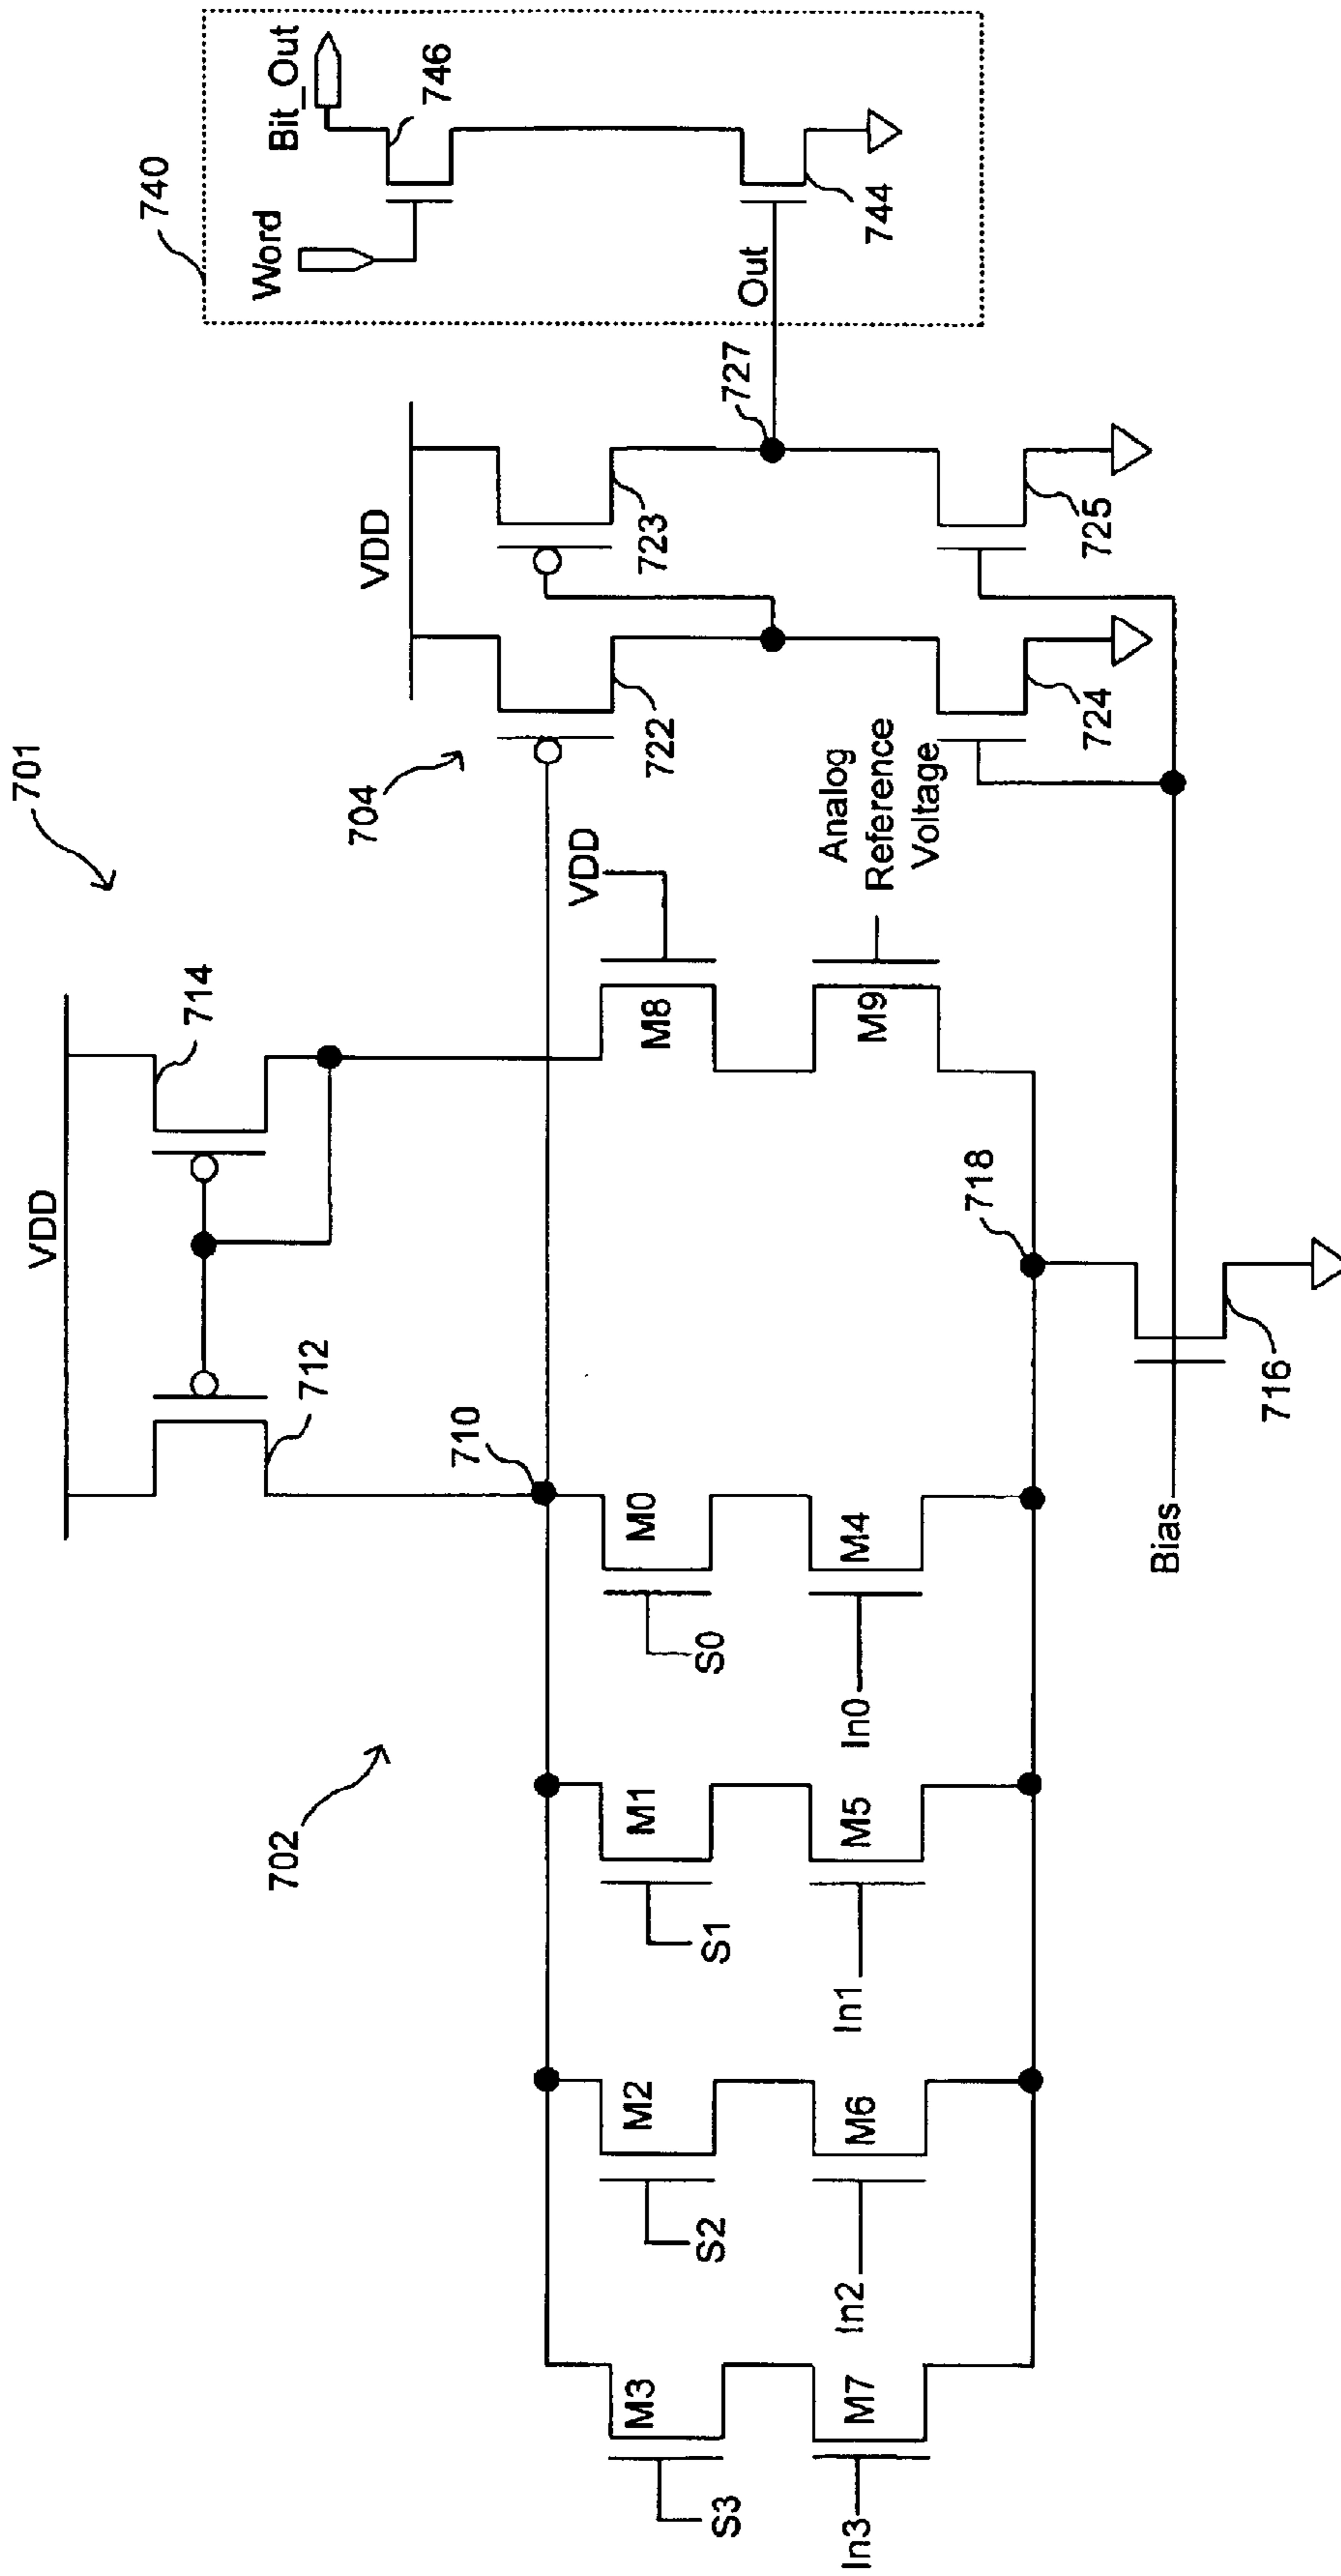 701
VDD
714
712
702
710
S3
M3
S2
M2
S1
M1
S0
M0
In3
M7
In2
M6
In1
M5
In0
M4
M8
VDD
M9
Analog
Reference
Voltage
718
Bias
716
704
VDD
722
723
724
725
727
740
Word
Bit_Out
746
Out
744